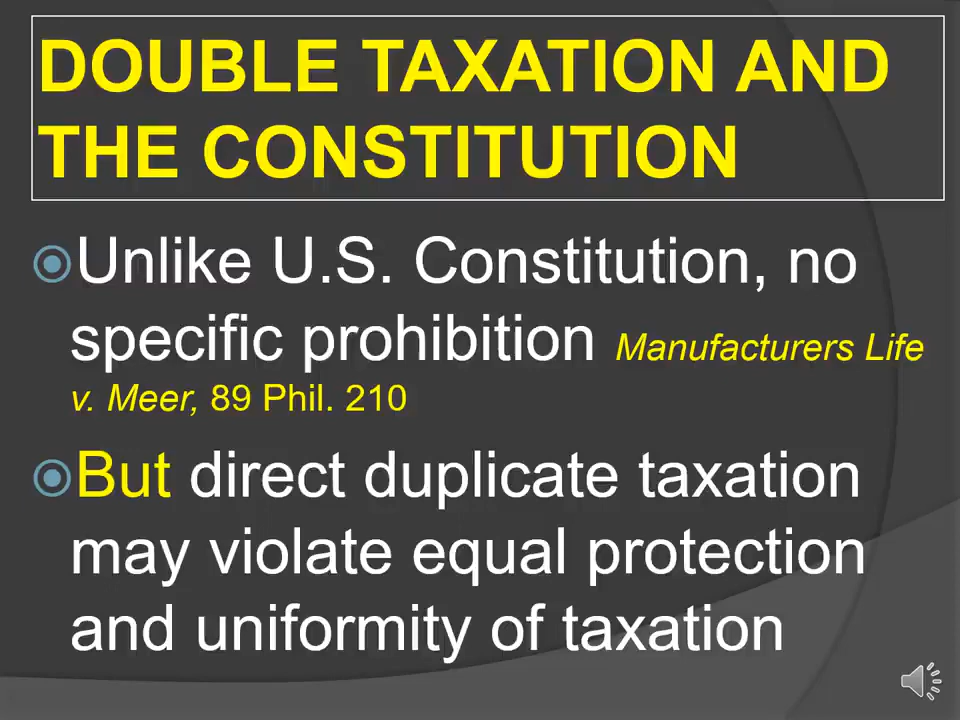 DOUBLE TAXATION AND
THE CONSTITUTION
Unlike U.S. Constitution, no
specific prohibition Manufacturers Life
v. Meer, 89 Phil. 210
But direct duplicate taxation
may violate equal protection
and uniformity of taxation